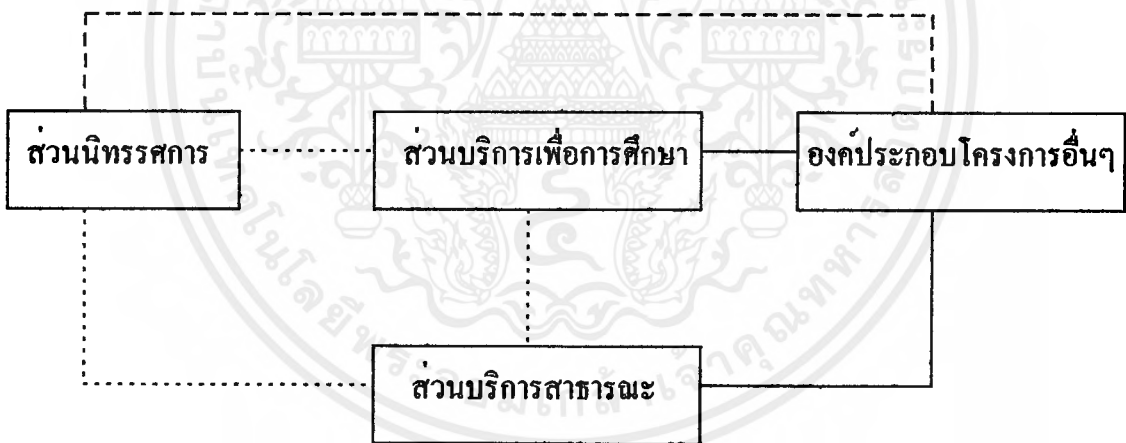 ส่วนนิทรรศการ
ส่วนบริการเพื่อการศึกษา
องค์ประกอบโครงการอื่นๆ
ส่วนบริการสาธารณะ